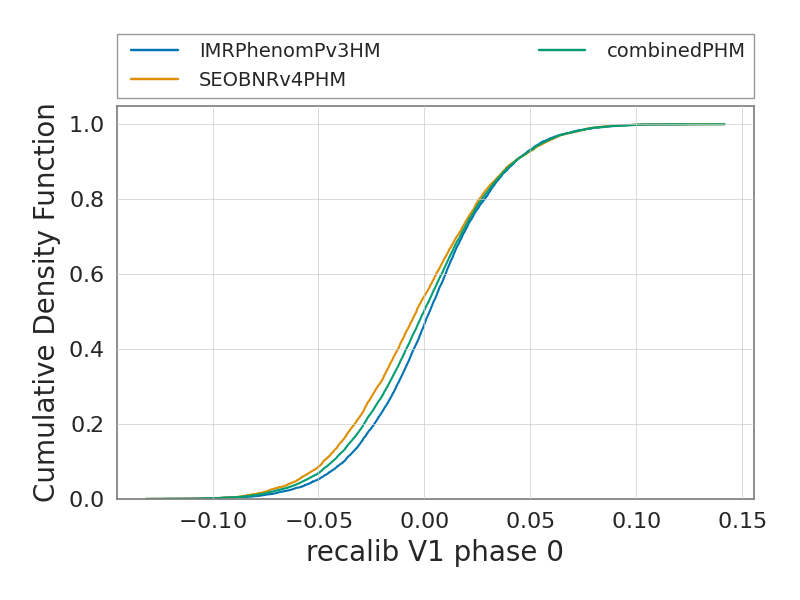 IMRPhenomPv3HM
SEOBNRv4PHM
combinedPHM
Cumulative Density Function
1.0
0.8
0.6
0.4
0.2
0.0
−0.10 −0.05 0.00 0.05 0.10 0.15
recalib V1 phase 0